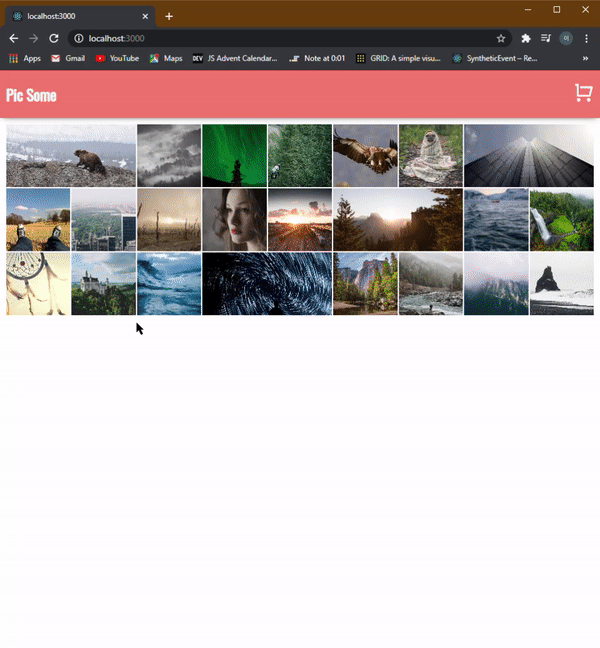 localhost:3000
localhost:3000
Apps Gmail YouTube Maps DEV JS Advent Calendar... Note at 0:01 GRID: A simple visu... SyntheticEvent – Re... »
Pic Some